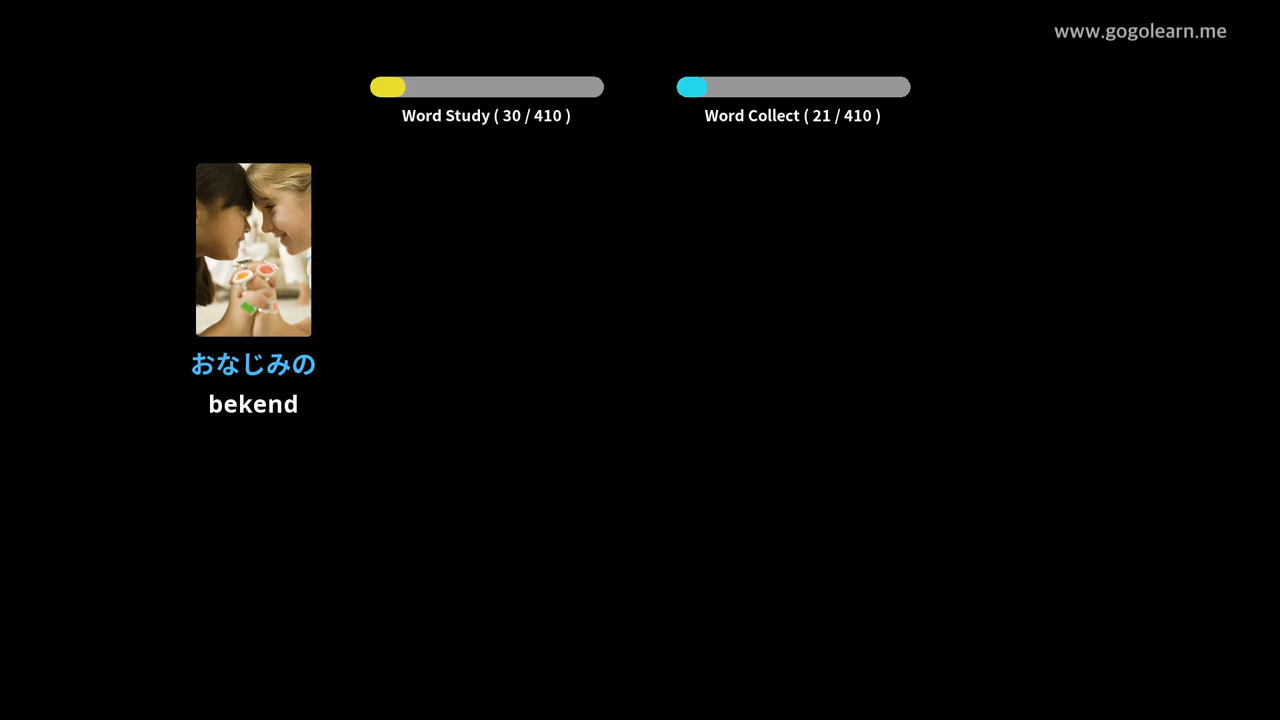 www.gogolearn.me
Word Study ( 30 / 410 )
Word Collect ( 21 / 410 )
おなじみの
bekend